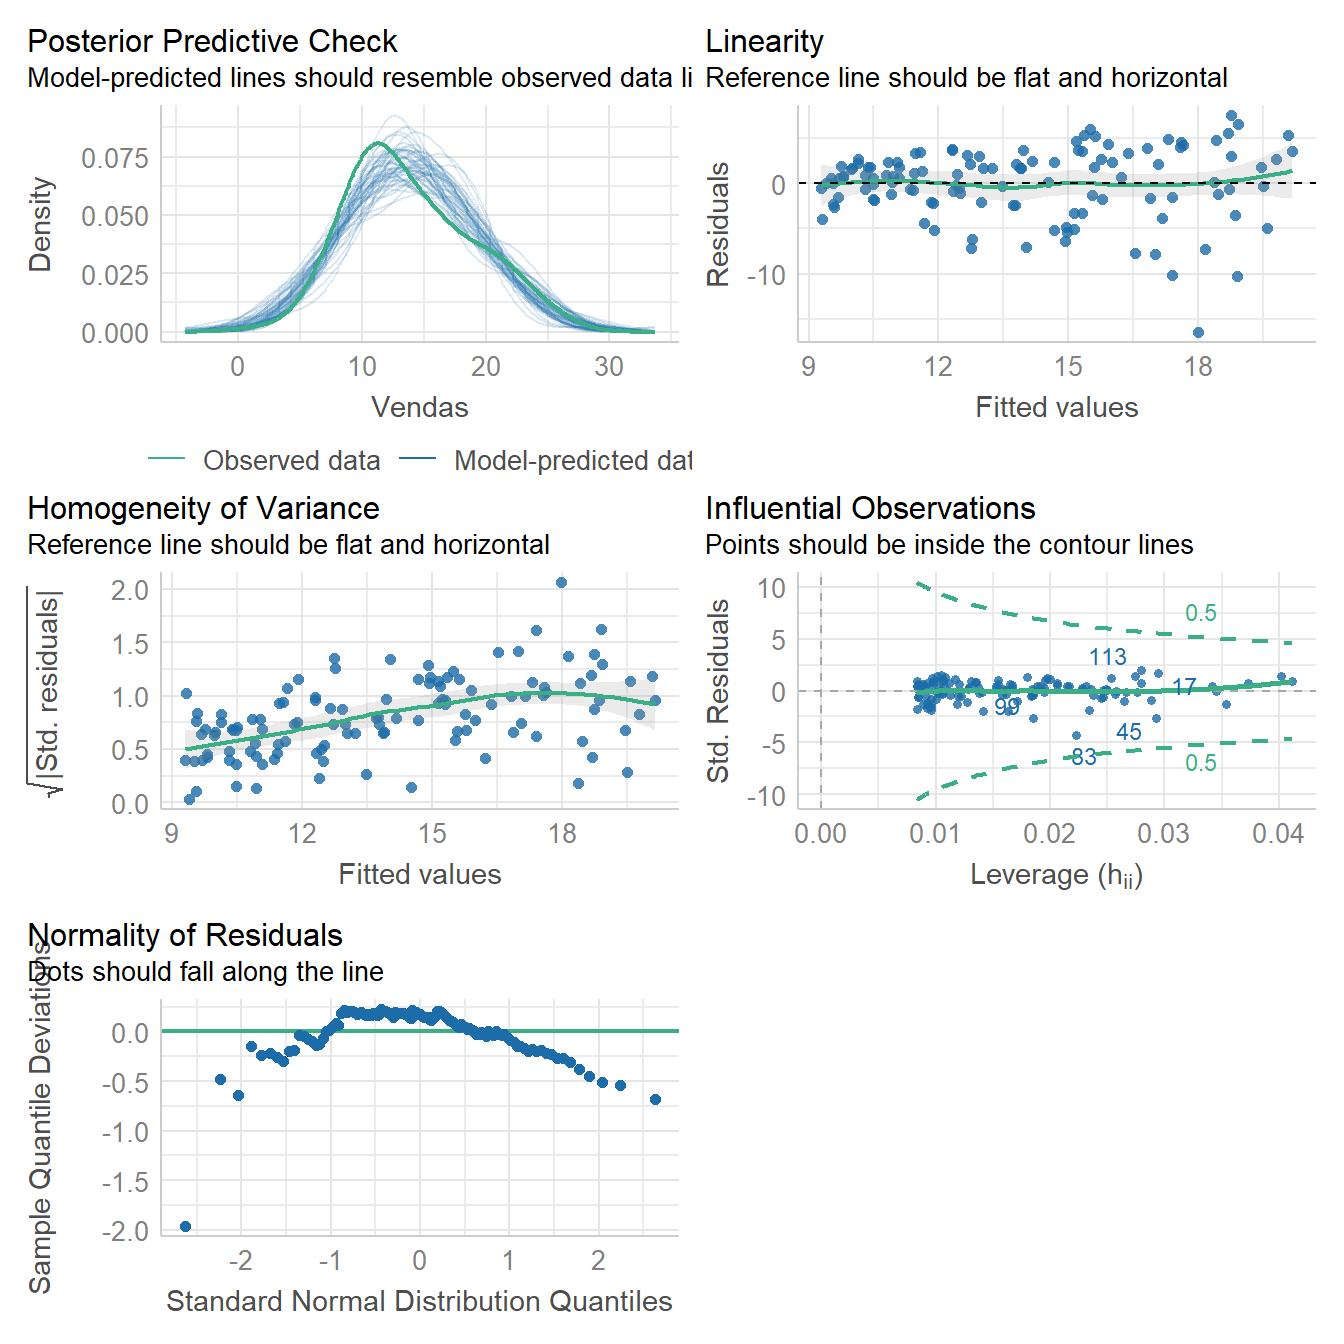 Posterior Predictive Check
Model-predicted lines should resemble observed data li
Density
0.075
0.050
0.025
0.000
0 10 20 30
Vendas
Observed data Model-predicted dat
Linearity
Reference line should be flat and horizontal
Residuals
0
-10
9 12 15 18
Fitted values
Homogeneity of Variance
Reference line should be flat and horizontal
√|Std. residuals|
2.0
1.5
1.0
0.5
0.0
9 12 15 18
Fitted values
Influential Observations
Points should be inside the contour lines
Std. Residuals
10
5
0
-5
-10
0.5
113
17
99
45
83
0.5
0.00 0.01 0.02 0.03 0.04
Leverage (hii)
Normality of Residuals
Dots should fall along the line
Sample Quantile Deviations
0.0
-0.5
-1.0
-1.5
-2.0
-2 -1 0 1 2
Standard Normal Distribution Quantiles